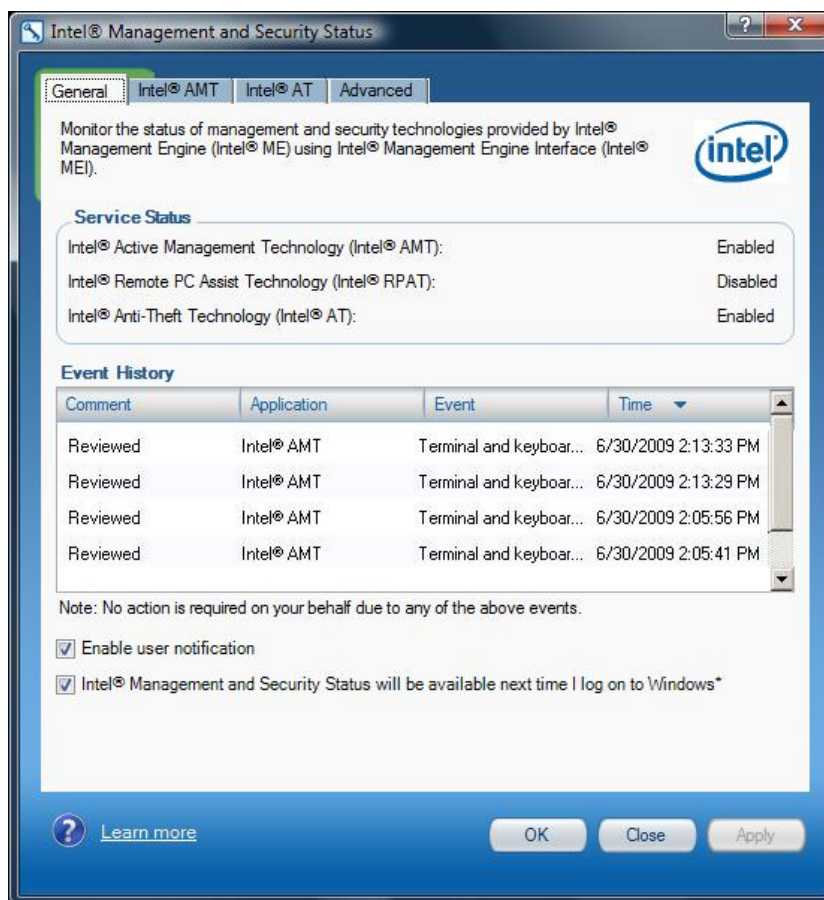 Intel® Management and Security Status
General Intel® AMT Intel® AT Advanced
Monitor the status of management and security technologies provided by Intel®
Management Engine (Intel® ME) using Intel® Management Engine Interface (Intel®
MEI).
intel
Service Status
Intel® Active Management Technology (Intel® AMT): Enabled
Intel® Remote PC Assist Technology (Intel® RPAT): Disabled
Intel® Anti-Theft Technology (Intel® AT): Enabled
Event History
Comment Application Event Time
Reviewed Intel® AMT Terminal and keyboar... 6/30/2009 2:13:33 PM
Reviewed Intel® AMT Terminal and keyboar... 6/30/2009 2:13:29 PM
Reviewed Intel® AMT Terminal and keyboar... 6/30/2009 2:05:56 PM
Reviewed Intel® AMT Terminal and keyboar... 6/30/2009 2:05:41 PM
Note: No action is required on your behalf due to any of the above events.
Enable user notification
Intel® Management and Security Status will be available next time I log on to Windows*
? Learn more OK Close Apply